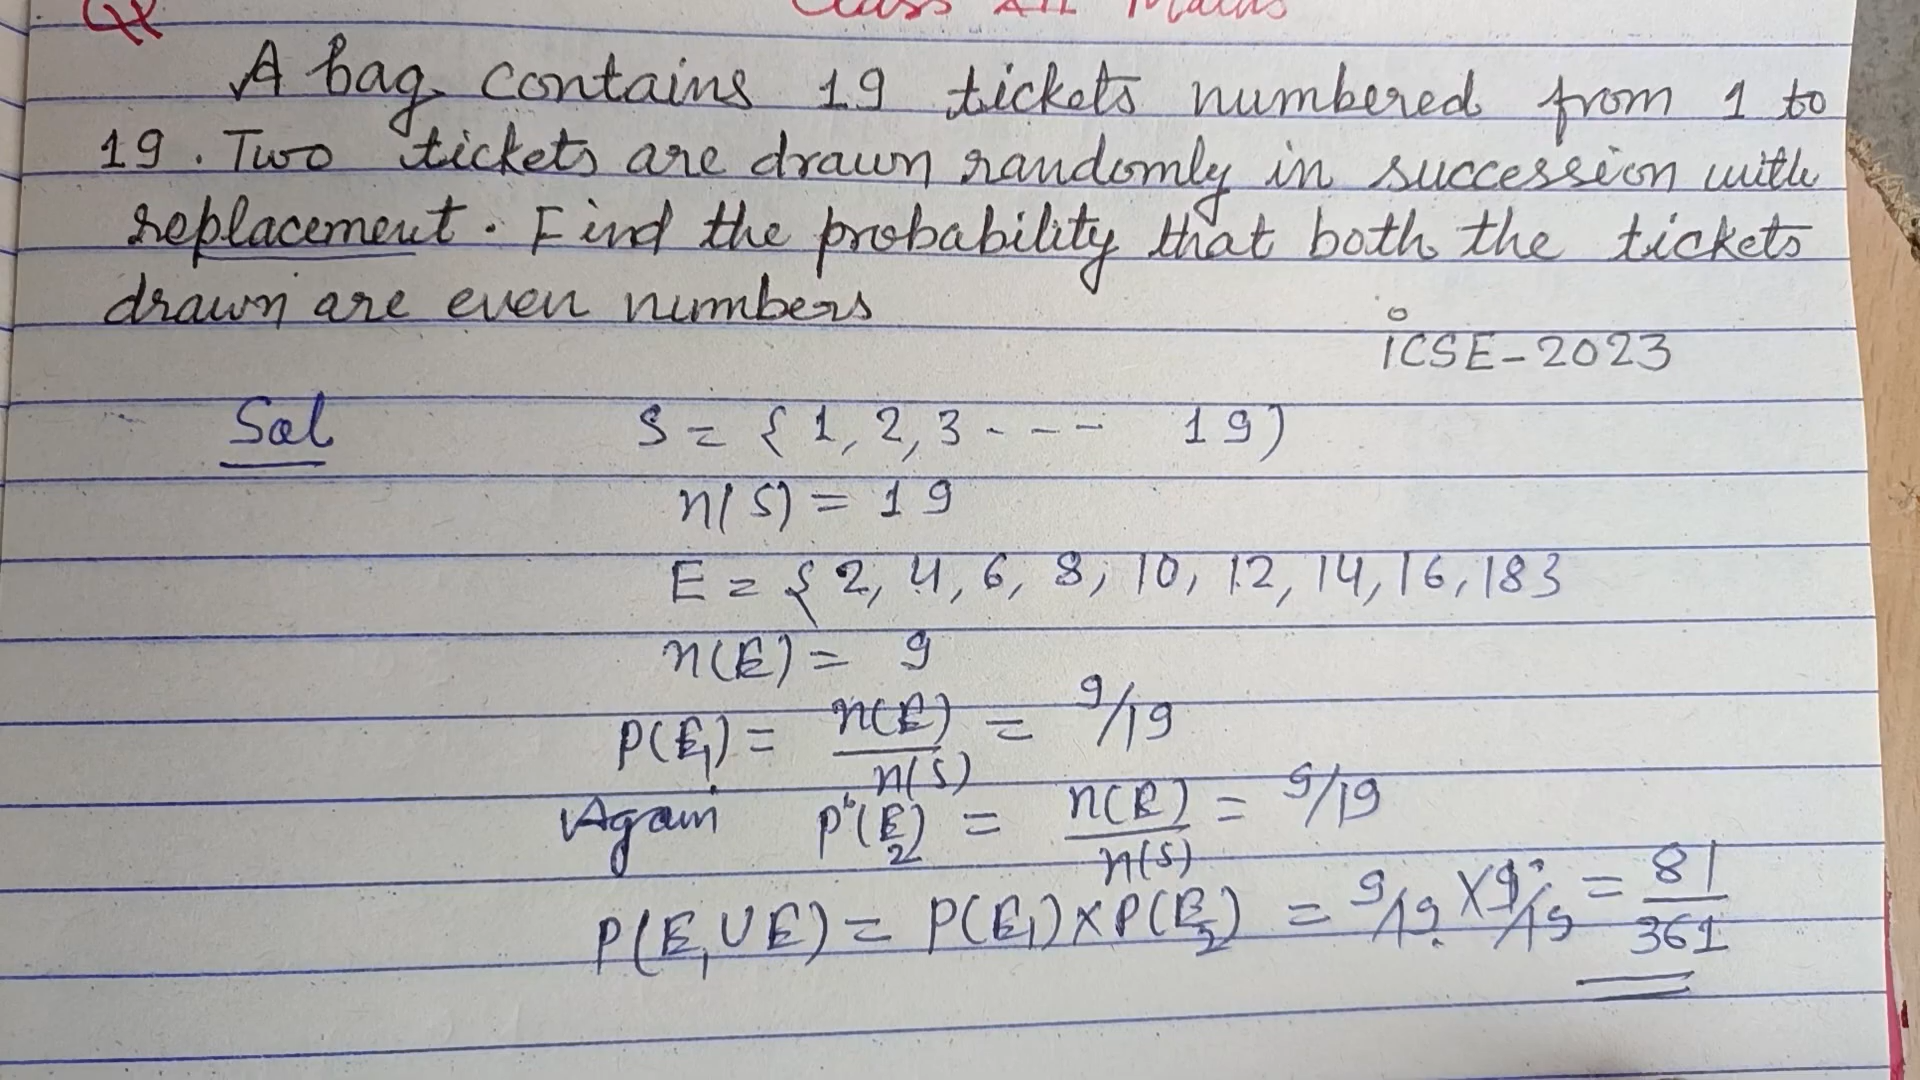 Class XII Maths
A bag contains 19 tickets numbered from 1 to
19. Two tickets are drawn randomly in succession with
replacement. Find the probability that both the tickets
drawn are even numbers
ICSE-2023
Sol S = {1, 2, 3 - - - 19}
n(S) = 19
E = {2, 4, 6, 8, 10, 12, 14, 16, 18}
n(E) = 9
P(E₁) = n(E)/n(S) = 9/19
Again P(E₂) = n(E)/n(S) = 9/19
P(E₁ ∪ E) = P(E₁) × P(E₂) = 9/19 × 9/19 = 81/361